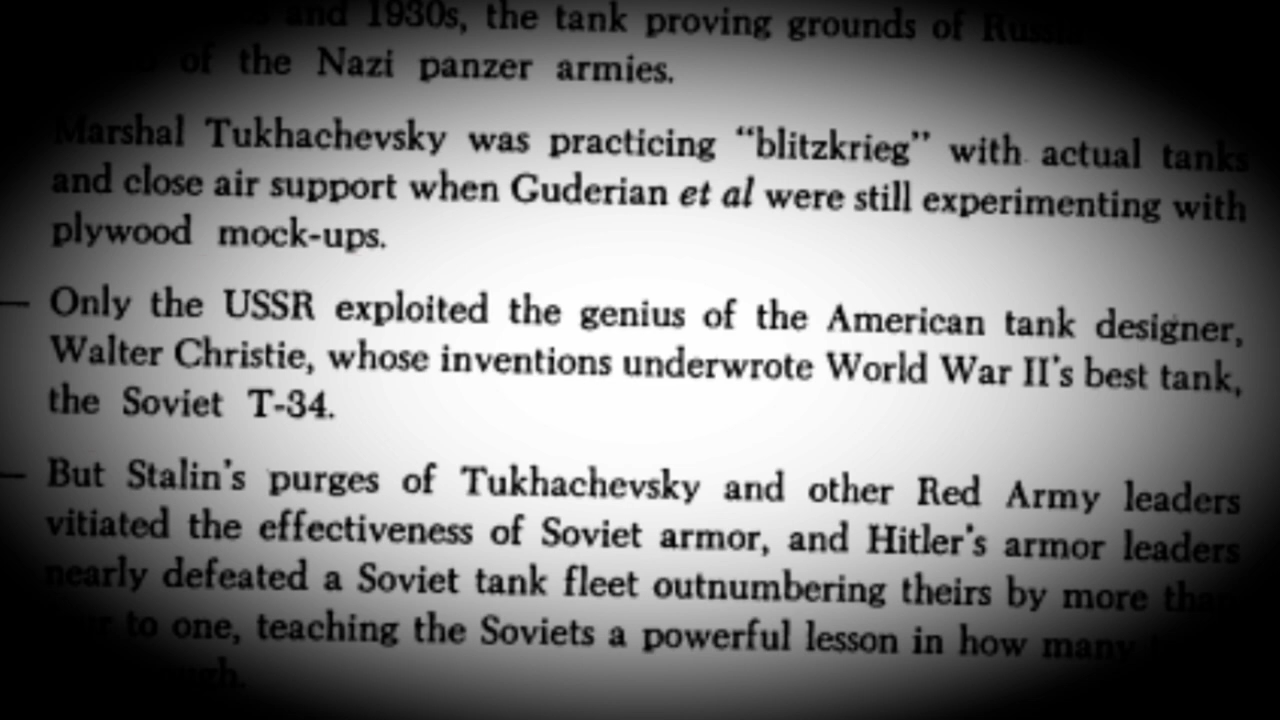 and 1930s, the tank proving grounds of Russia
of the Nazi panzer armies.
Marshal Tukhachevsky was practicing “blitzkrieg” with actual tanks
and close air support when Guderian et al were still experimenting with
plywood mock-ups.
— Only the USSR exploited the genius of the American tank designer,
Walter Christie, whose inventions underwrote World War II's best tank,
the Soviet T-34.
— But Stalin's purges of Tukhachevsky and other Red Army leaders
vitiated the effectiveness of Soviet armor, and Hitler's armor leaders
nearly defeated a Soviet tank fleet outnumbering theirs by more than
to one, teaching the Soviets a powerful lesson in how many